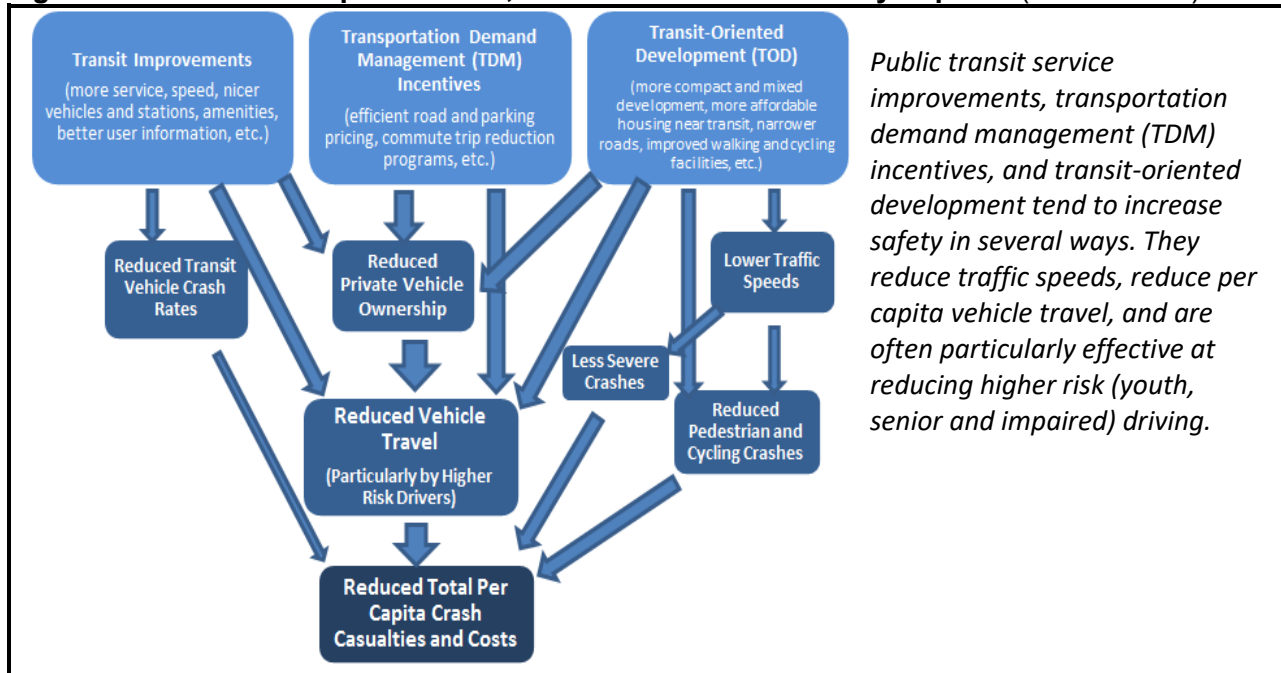 Transit Improvements
(more service, speed, nicer
vehicles and stations, amenities,
better user information, etc.)
Transportation Demand
Management (TDM)
Incentives
(efficient road and parking
pricing, commute trip reduction
programs, etc.)
Transit-Oriented
Development (TOD)
(more compact and mixed
development, more affordable
housing near transit, narrower
roads, improved walking and cycling
facilities, etc.)
Reduced Transit
Vehicle Crash
Rates
Reduced
Private Vehicle
Ownership
Lower Traffic
Speeds
Less Severe
Crashes
Reduced Vehicle
Travel
(Particularly by Higher
Risk Drivers)
Reduced
Pedestrian and
Cycling Crashes
Reduced Total Per
Capita Crash
Casualties and Costs
Public transit service
improvements, transportation
demand management (TDM)
incentives, and transit-oriented
development tend to increase
safety in several ways. They
reduce traffic speeds, reduce per
capita vehicle travel, and are
often particularly effective at
reducing higher risk (youth,
senior and impaired) driving.